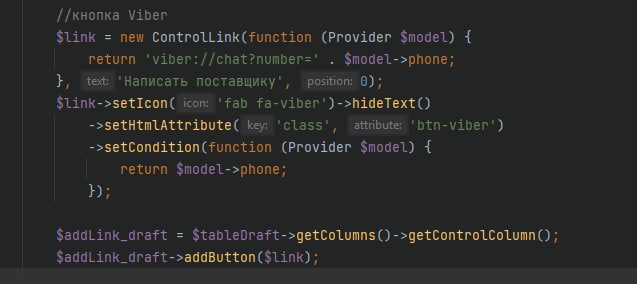 //кнопка Viber
$link = new ControlLink(function (Provider $model) {
return 'viber://chat?number=' . $model->phone;
}, text: 'Написать поставщику', position: 0);
$link->setIcon( icon: 'fab fa-viber')->hideText()
->setHtmlAttribute( key: 'class', attribute: 'btn-viber')
->setCondition(function (Provider $model) {
return $model->phone;
});
$addLink_draft = $tableDraft->getColumns()->getControlColumn();
$addLink_draft->addButton($link);